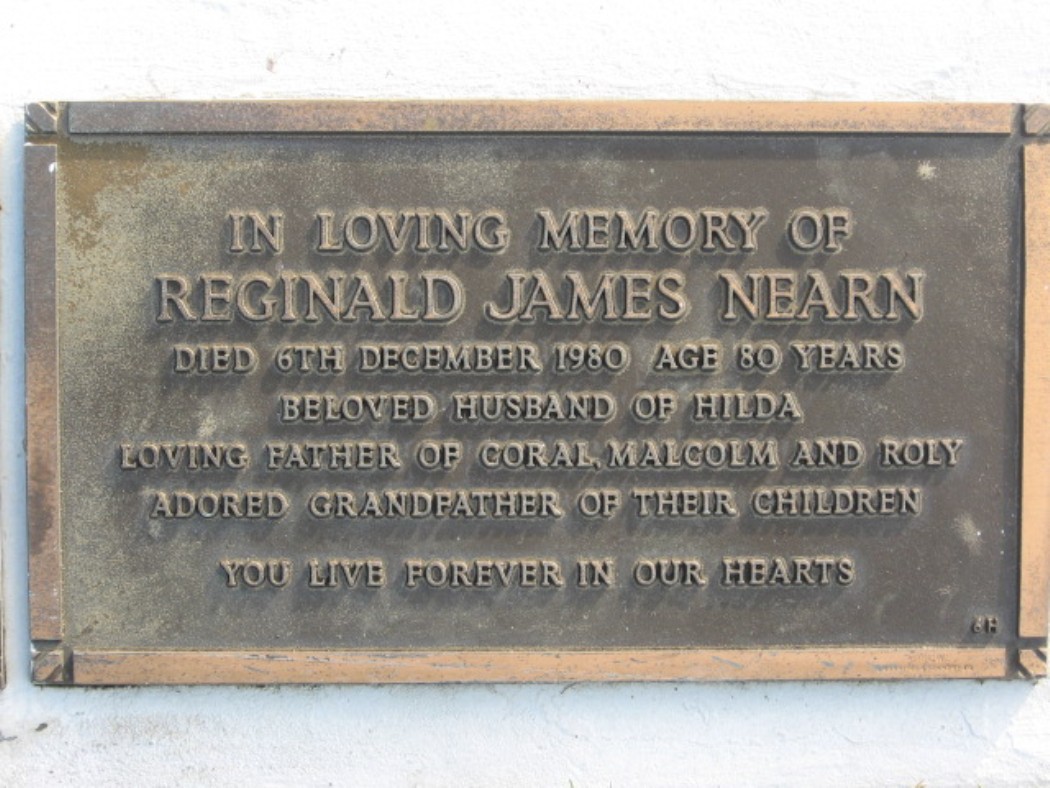 IN LOVING MEMORY OF
REGINALD JAMES NEARN
DIED 6TH DECEMBER 1980 AGE 80 YEARS
BELOVED HUSBAND OF HILDA
LOVING FATHER OF CORAL, MALCOLM AND ROLY
ADORED GRANDFATHER OF THEIR CHILDREN
YOU LIVE FOREVER IN OUR HEARTS